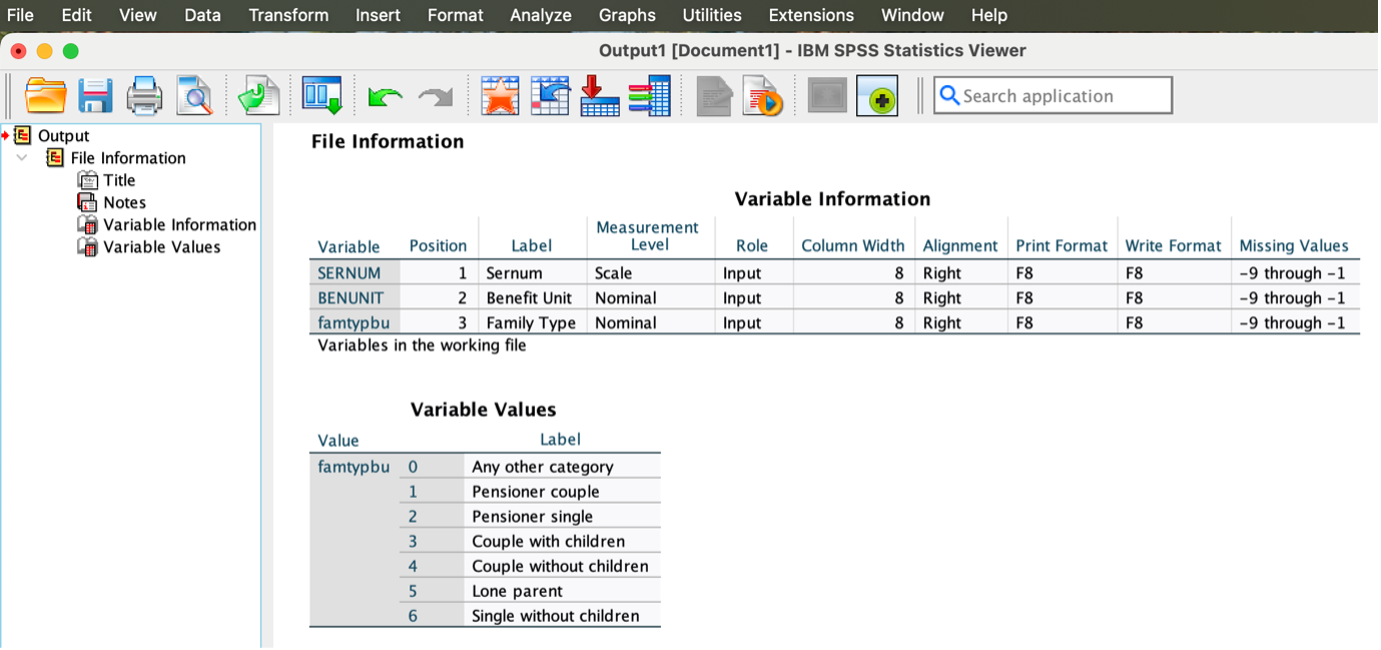 File Edit View Data Transform Insert Format Analyze Graphs Utilities Extensions Window Help
Output1 [Document1] - IBM SPSS Statistics Viewer
Search application
Output
File Information
Title
Notes
Variable Information
Variable Values
File Information
Variable Information
Variable Position Label Measurement Level Role Column Width Alignment Print Format Write Format Missing Values
SERNUM 1 Sernum Scale Input 8 Right F8 F8 -9 through -1
BENUNIT 2 Benefit Unit Nominal Input 8 Right F8 F8 -9 through -1
famtypbu 3 Family Type Nominal Input 8 Right F8 F8 -9 through -1
Variables in the working file
Variable Values
Value Label
famtypbu 0 Any other category
1 Pensioner couple
2 Pensioner single
3 Couple with children
4 Couple without children
5 Lone parent
6 Single without children